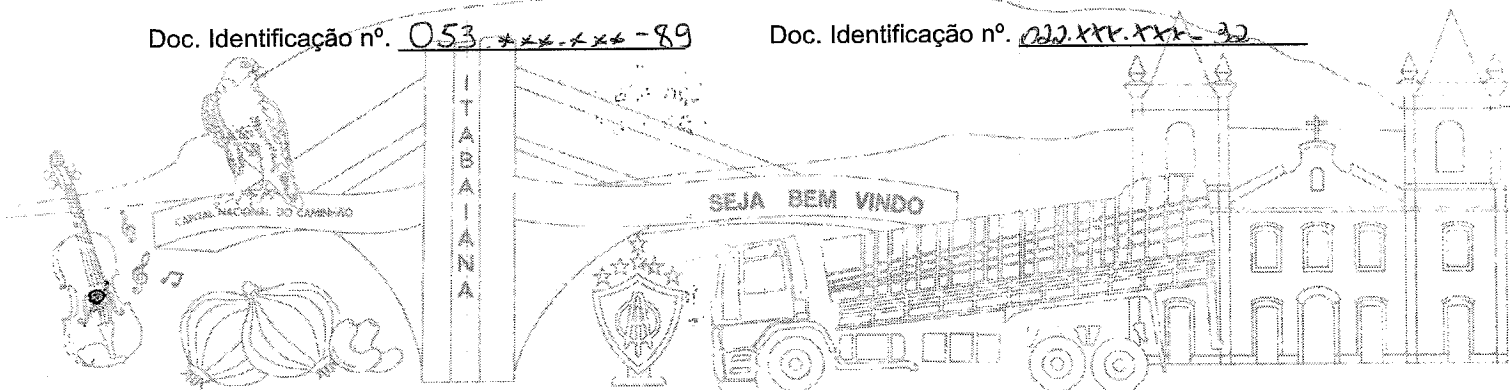 Doc. Identificação nº. 053.***.***-89 Doc. Identificação nº. 022.xxx.xxx-32
ITABAIANA
CAPITAL NACIONAL DO CAMINHÃO
SEJA BEM VINDO